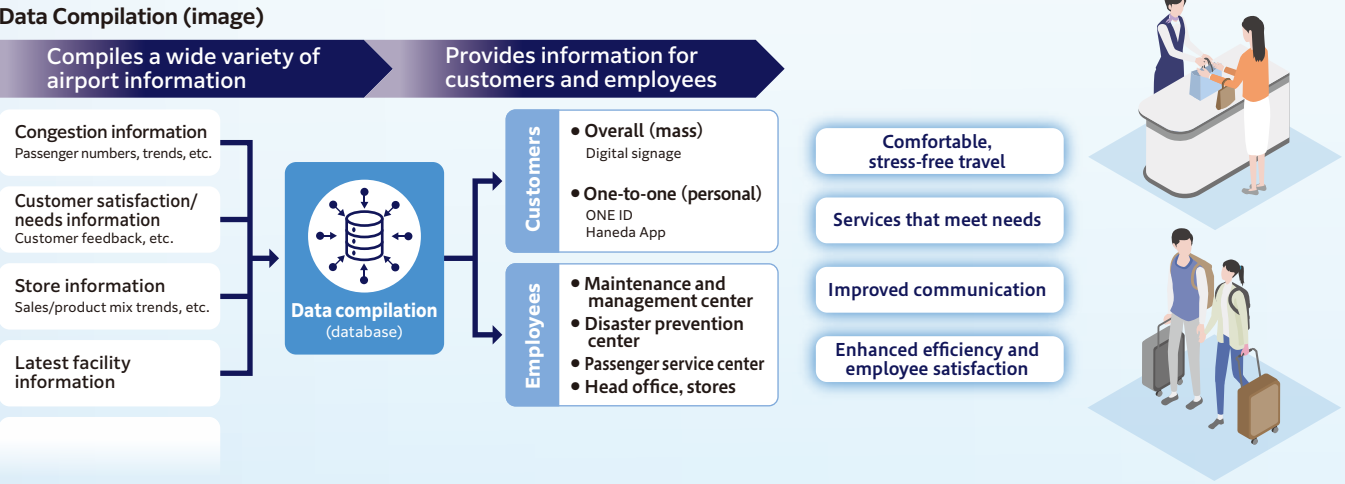 Data Compilation (image)
Compiles a wide variety of
airport information
Provides information for
customers and employees
Congestion information
Passenger numbers, trends, etc.
Customer satisfaction/
needs information
Customer feedback, etc.
Store information
Sales/product mix trends, etc.
Latest facility
information
Data compilation
(database)
Customers
• Overall (mass)
Digital signage
• One-to-one (personal)
ONE ID
Haneda App
Employees
• Maintenance and
management center
• Disaster prevention
center
• Passenger service center
• Head office, stores
Comfortable,
stress-free travel
Services that meet needs
Improved communication
Enhanced efficiency and
employee satisfaction